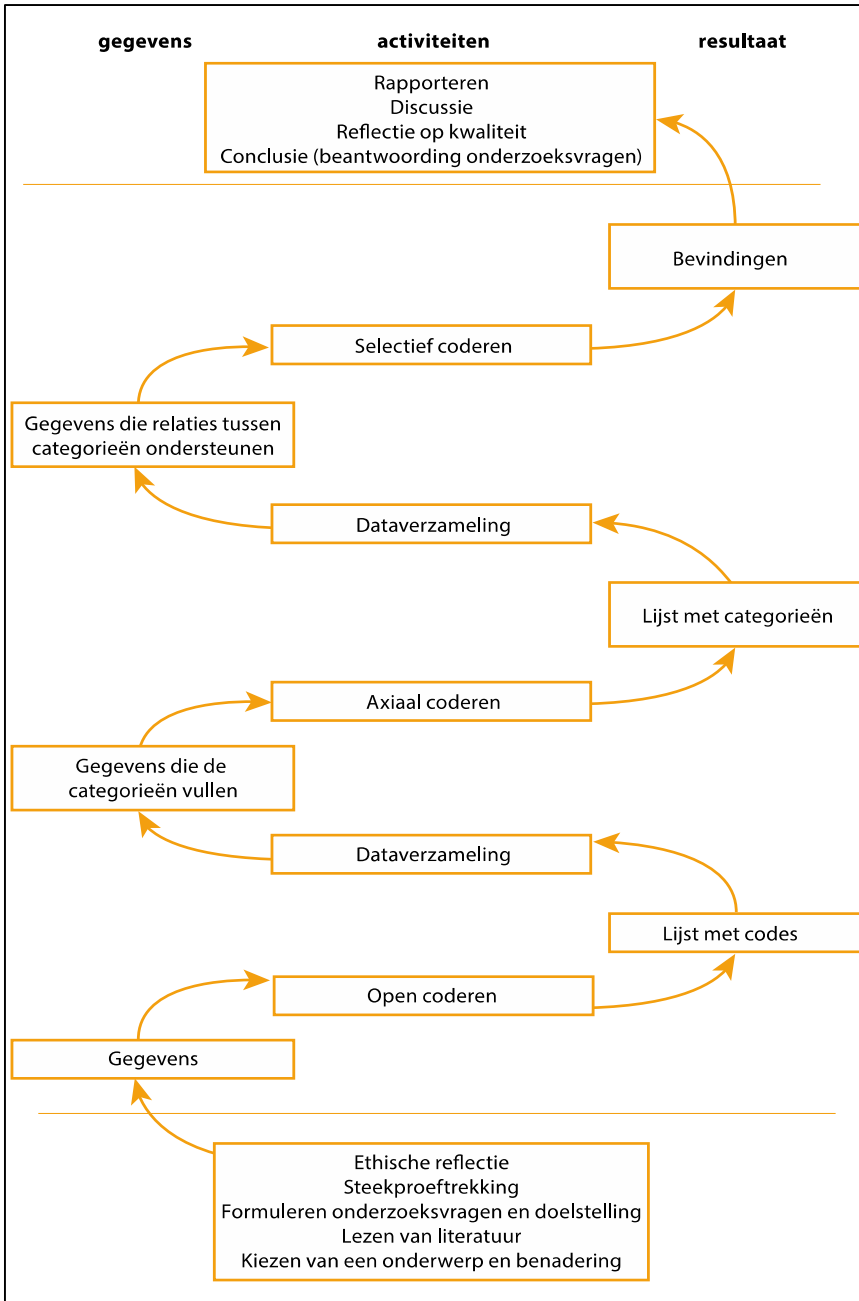 gegevens
activiteiten
resultaat
Rapporteren
Discussie
Reflectie op kwaliteit
Conclusie (beantwoording onderzoeksvragen)
Bevindingen
Selectief coderen
Gegevens die relaties tussen
categorieën ondersteunen
Dataverzameling
Lijst met categorieën
Axiaal coderen
Gegevens die de
categorieën vullen
Dataverzameling
Lijst met codes
Open coderen
Gegevens
Ethische reflectie
Steekproeftrekking
Formuleren onderzoeksvragen en doelstelling
Lezen van literatuur
Kiezen van een onderwerp en benadering